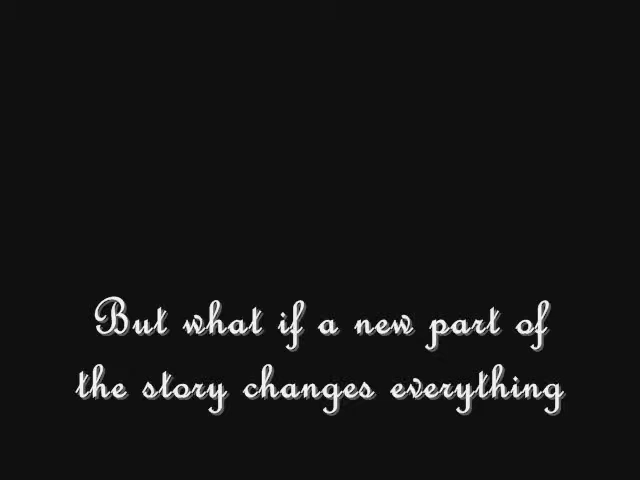 But what if a new part of
the story changes everything